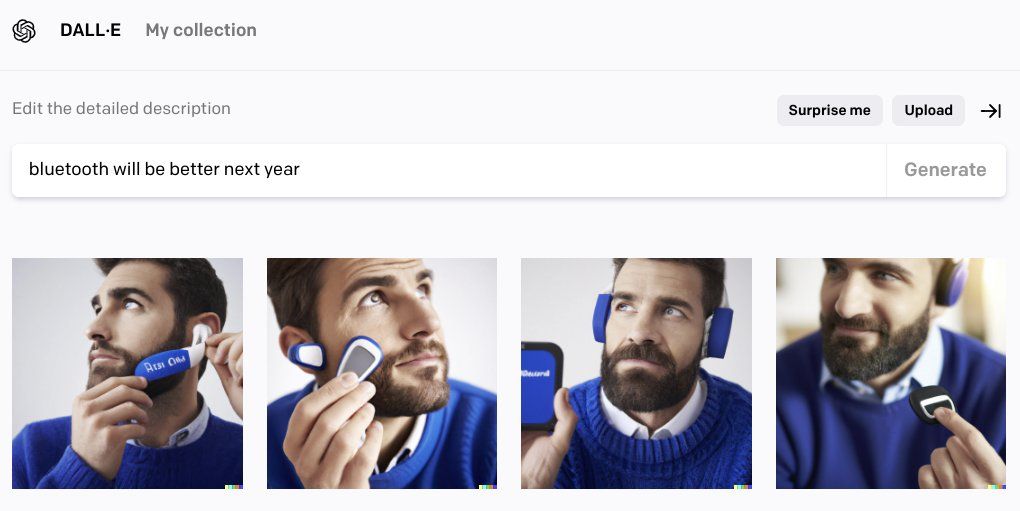 DALL·E My collection
Edit the detailed description
Surprise me Upload
bluetooth will be better next year
Generate